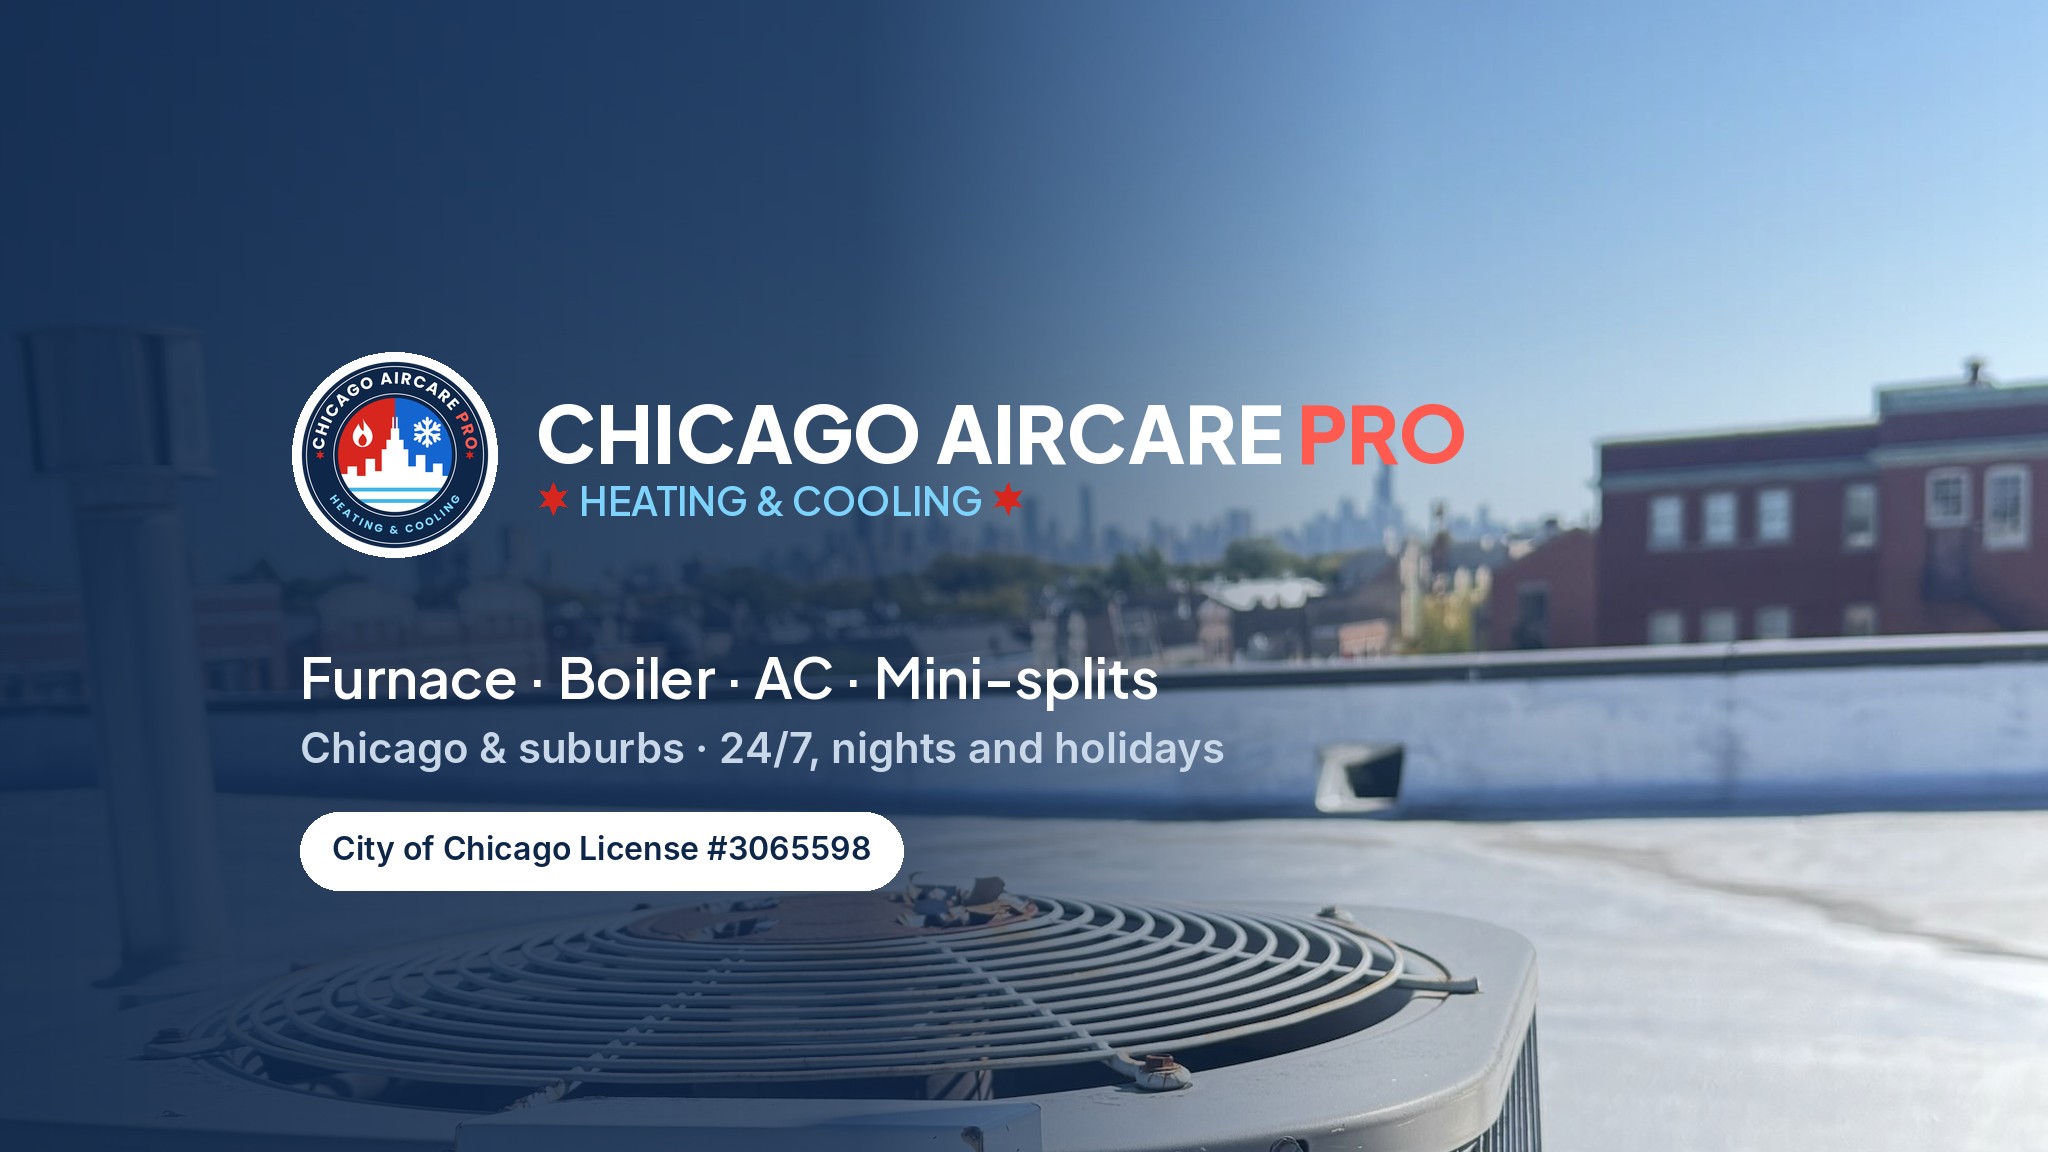 CHICAGO AIRCARE PRO
HEATING & COOLING
CHICAGO AIRCARE PRO
HEATING & COOLING
Furnace · Boiler · AC · Mini-splits
Chicago & suburbs · 24/7, nights and holidays
City of Chicago License #3065598